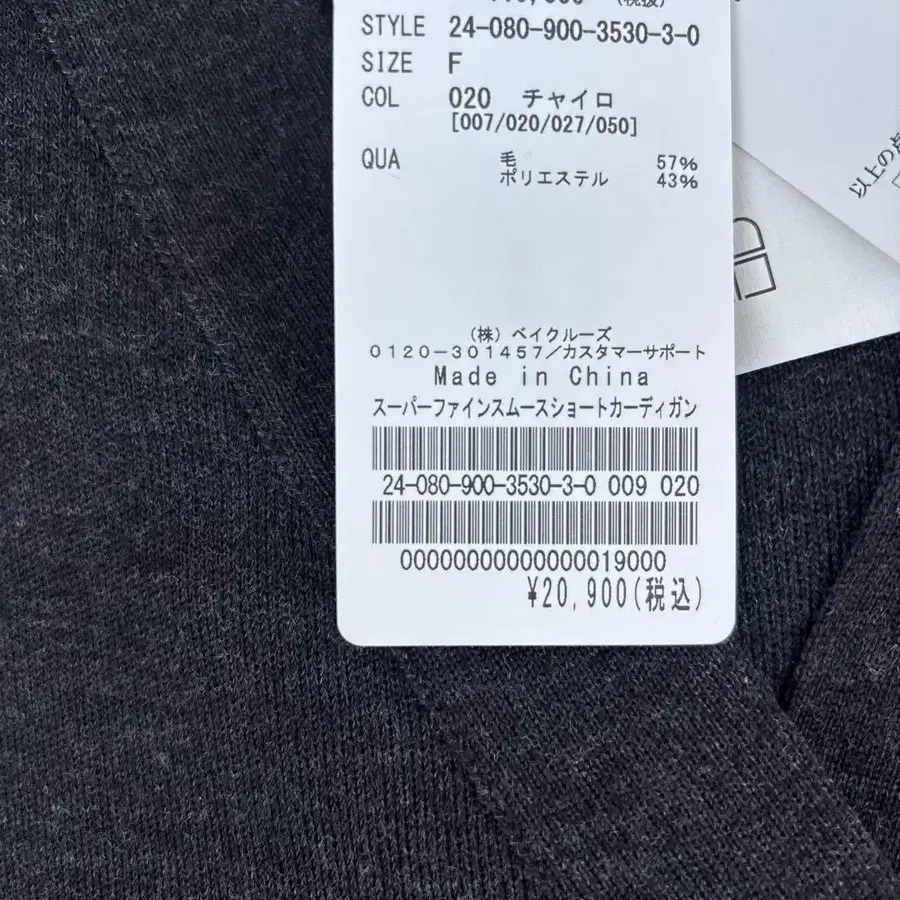 (税抜)
STYLE 24-080-900-3530-3-0
SIZE F
COL 020 チャイロ
[007/020/027/050]
QUA 毛 57%
ポリエステル 43%
(株) ベイクルーズ
0120-301457/カスタマーサポート
Made in China
スーパーファインスムースショートカーディガン
24-080-900-3530-3-0 009 020
00000000000000019000
¥20,900(税込)
以上の